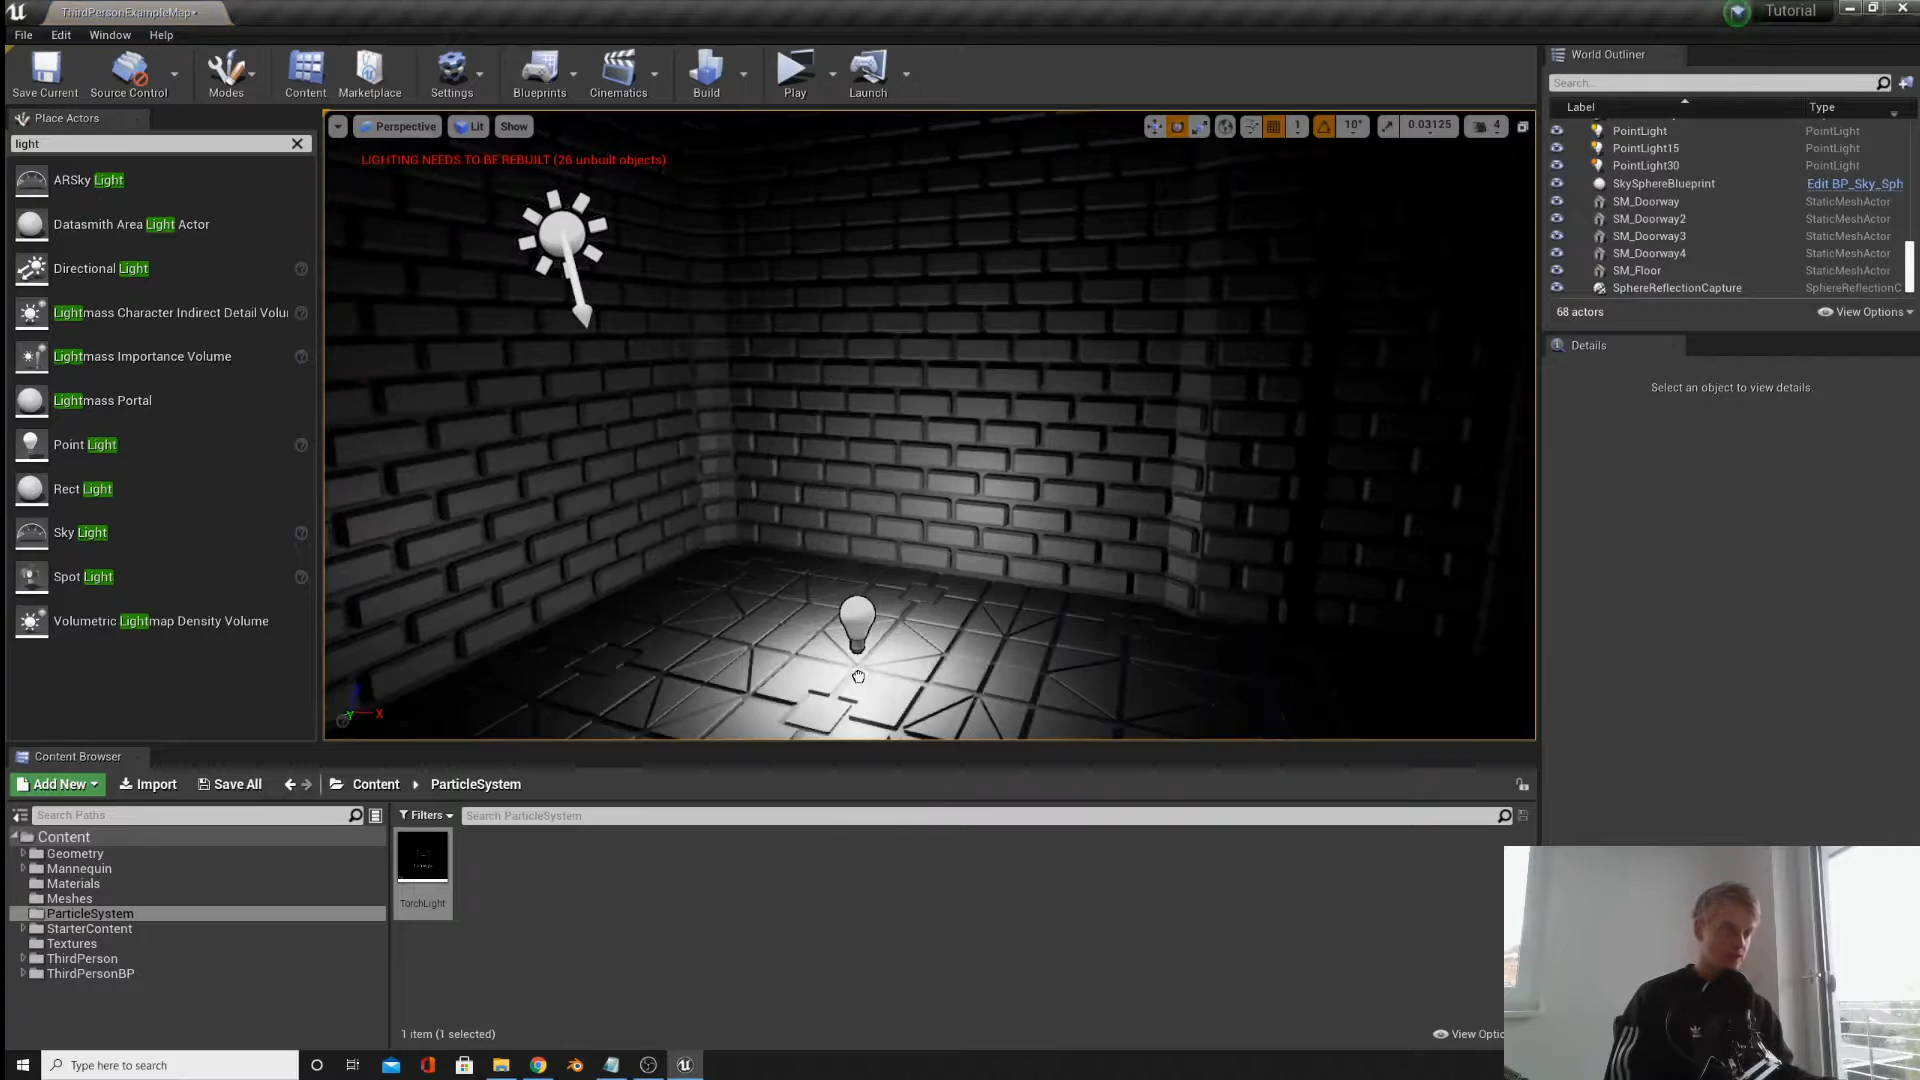 ThirdPersonExampleMap•
Tutorial
File Edit Window Help
Save Current
Source Control
Modes
Content
Marketplace
Settings
Blueprints
Cinematics
Build
Play
Launch
Place Actors
light
ARSky Light
Datasmith Area Light Actor
Directional Light
Lightmass Character Indirect Detail Volu
Lightmass Importance Volume
Lightmass Portal
Point Light
Rect Light
Sky Light
Spot Light
Volumetric Lightmap Density Volume
Perspective Lit Show
1 10° 0.03125 4
LIGHTING NEEDS TO BE REBUILT (26 unbuilt objects)
X
Y
World Outliner
Search...
Label Type
PointLight PointLight
PointLight15 PointLight
PointLight30 PointLight
SkySphereBlueprint Edit BP_Sky_Sph
SM_Doorway StaticMeshActor
SM_Doorway2 StaticMeshActor
SM_Doorway3 StaticMeshActor
SM_Doorway4 StaticMeshActor
SM_Floor StaticMeshActor
SphereReflectionCapture SphereReflectionC
68 actors View Options
Details
Select an object to view details.
Content Browser
Add New Import Save All Content ParticleSystem
Search Paths
Filters Search ParticleSystem
Content
Geometry
Mannequin
Materials
Meshes
ParticleSystem
StarterContent
Textures
ThirdPerson
ThirdPersonBP
TorchLight
1 item (1 selected)
View Optio
Type here to search